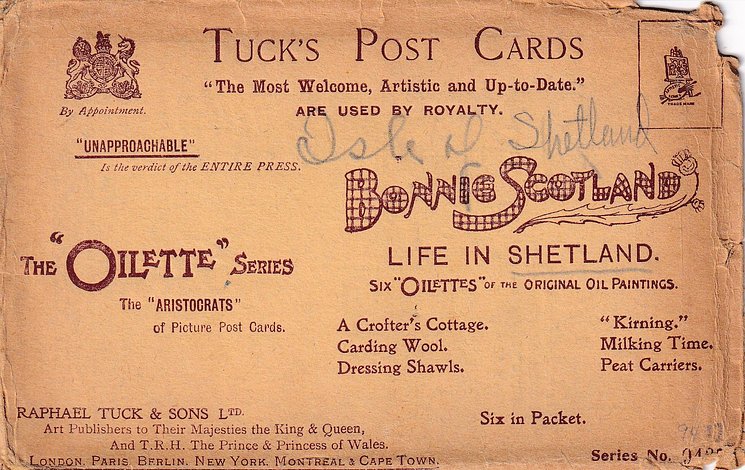 TUCK'S POST CARDS
"The Most Welcome, Artistic and Up-to-Date."
ARE USED BY ROYALTY.
By Appointment.
TRADE MARK
"UNAPPROACHABLE"
Is the verdict of the ENTIRE PRESS.
Isle of Shetland
BONNIE SCOTLAND
LIFE IN SHETLAND.
SIX "OILETTES" OF THE ORIGINAL OIL PAINTINGS.
THE "OILETTE" SERIES
The "ARISTOCRATS"
of Picture Post Cards.
A Crofter's Cottage.
Carding Wool.
Dressing Shawls.
"Kirning."
Milking Time.
Peat Carriers.
Six in Packet.
RAPHAEL TUCK & SONS LTD.
Art Publishers to Their Majesties the King & Queen,
And T.R.H. The Prince & Princess of Wales.
LONDON, PARIS, BERLIN, NEW YORK, MONTREAL & CAPE TOWN.
Series No.